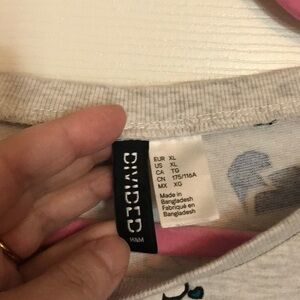 DIVIDED
H&M
EUR XL
US XL
CA TG
CN 175/116A
MX XG
Made in
Bangladesh
Fabriqué en
Bangladesh